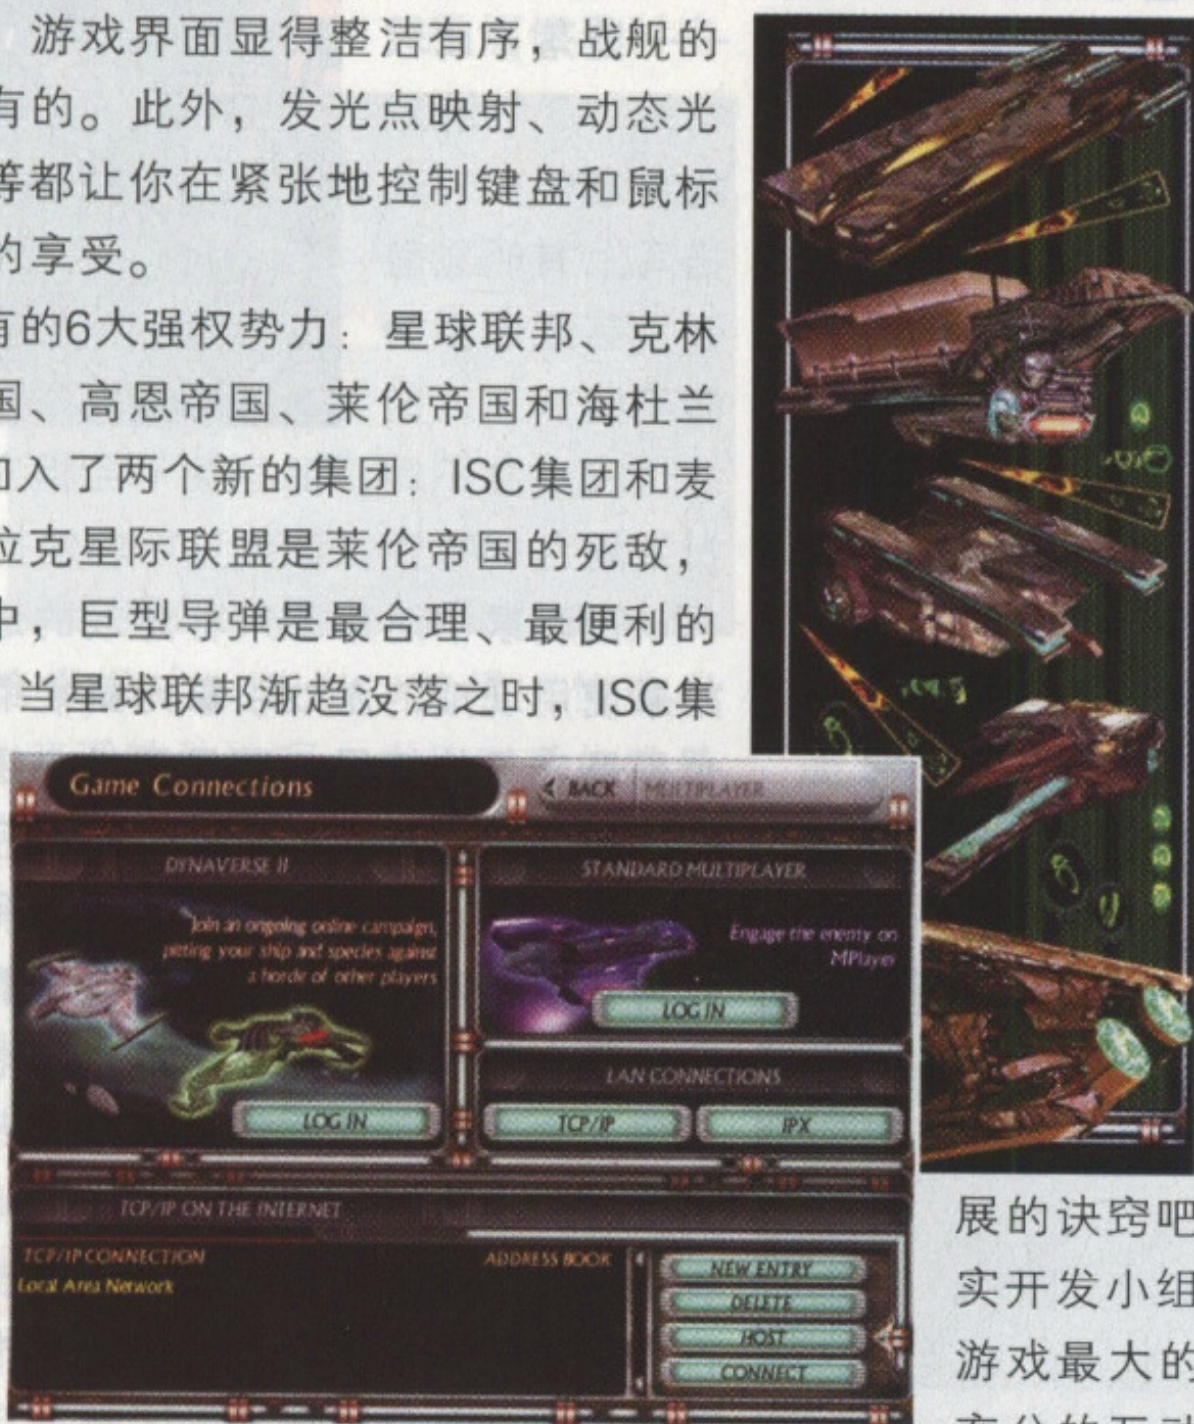 游戏界面显得整洁有序，战舰的
有的。此外，发光点映射、动态光
等都让你在紧张地控制键盘和鼠标
的享受。
有的6大强权势力：星球联邦、克林
国、高恩帝国、莱伦帝国和海杜兰
加入了两个新的集团：ISC集团和麦
拉克星际联盟是莱伦帝国的死敌，
中，巨型导弹是最合理、最便利的
当星球联邦渐趋没落之时，ISC集
Game Connections
BACK
MULTIPLAYER
DYNAVERSE II
Join an ongoing online campaign,
pitting your ship and species against
a horde of other players
LOG IN
STANDARD MULTIPLAYER
Engage the enemy on
MPlayer
LOG IN
LAN CONNECTIONS
TCP/IP
IPX
TCP/IP ON THE INTERNET
TCP/IP CONNECTION
ADDRESS BOOK
Local Area Network
NEW ENTRY
DELETE
HOST
CONNECT
展的诀窍吧
实开发小组
游戏最大的